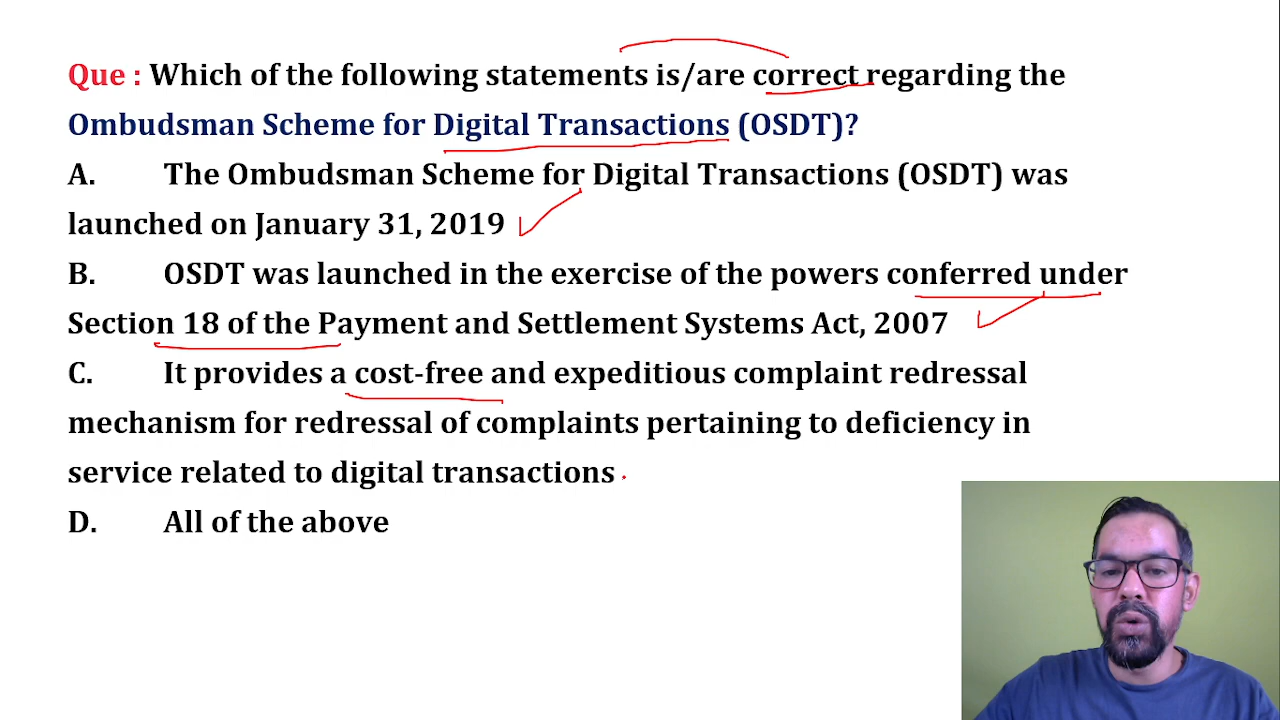 Que : Which of the following statements is/are correct regarding the
Ombudsman Scheme for Digital Transactions (OSDT)?
A. The Ombudsman Scheme for Digital Transactions (OSDT) was
launched on January 31, 2019
B. OSDT was launched in the exercise of the powers conferred under
Section 18 of the Payment and Settlement Systems Act, 2007
C. It provides a cost-free and expeditious complaint redressal
mechanism for redressal of complaints pertaining to deficiency in
service related to digital transactions
D. All of the above